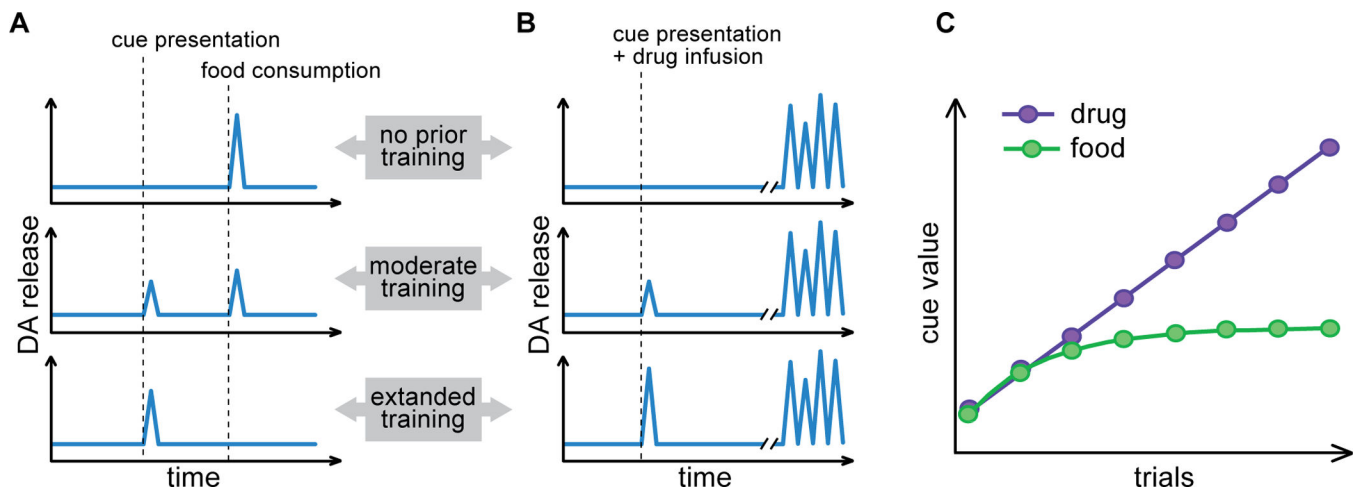 A
cue presentation
food consumption
no prior
training
DA release
moderate
training
extanded
training
time
B
cue presentation
+ drug infusion
DA release
time
C
drug
food
cue value
trials